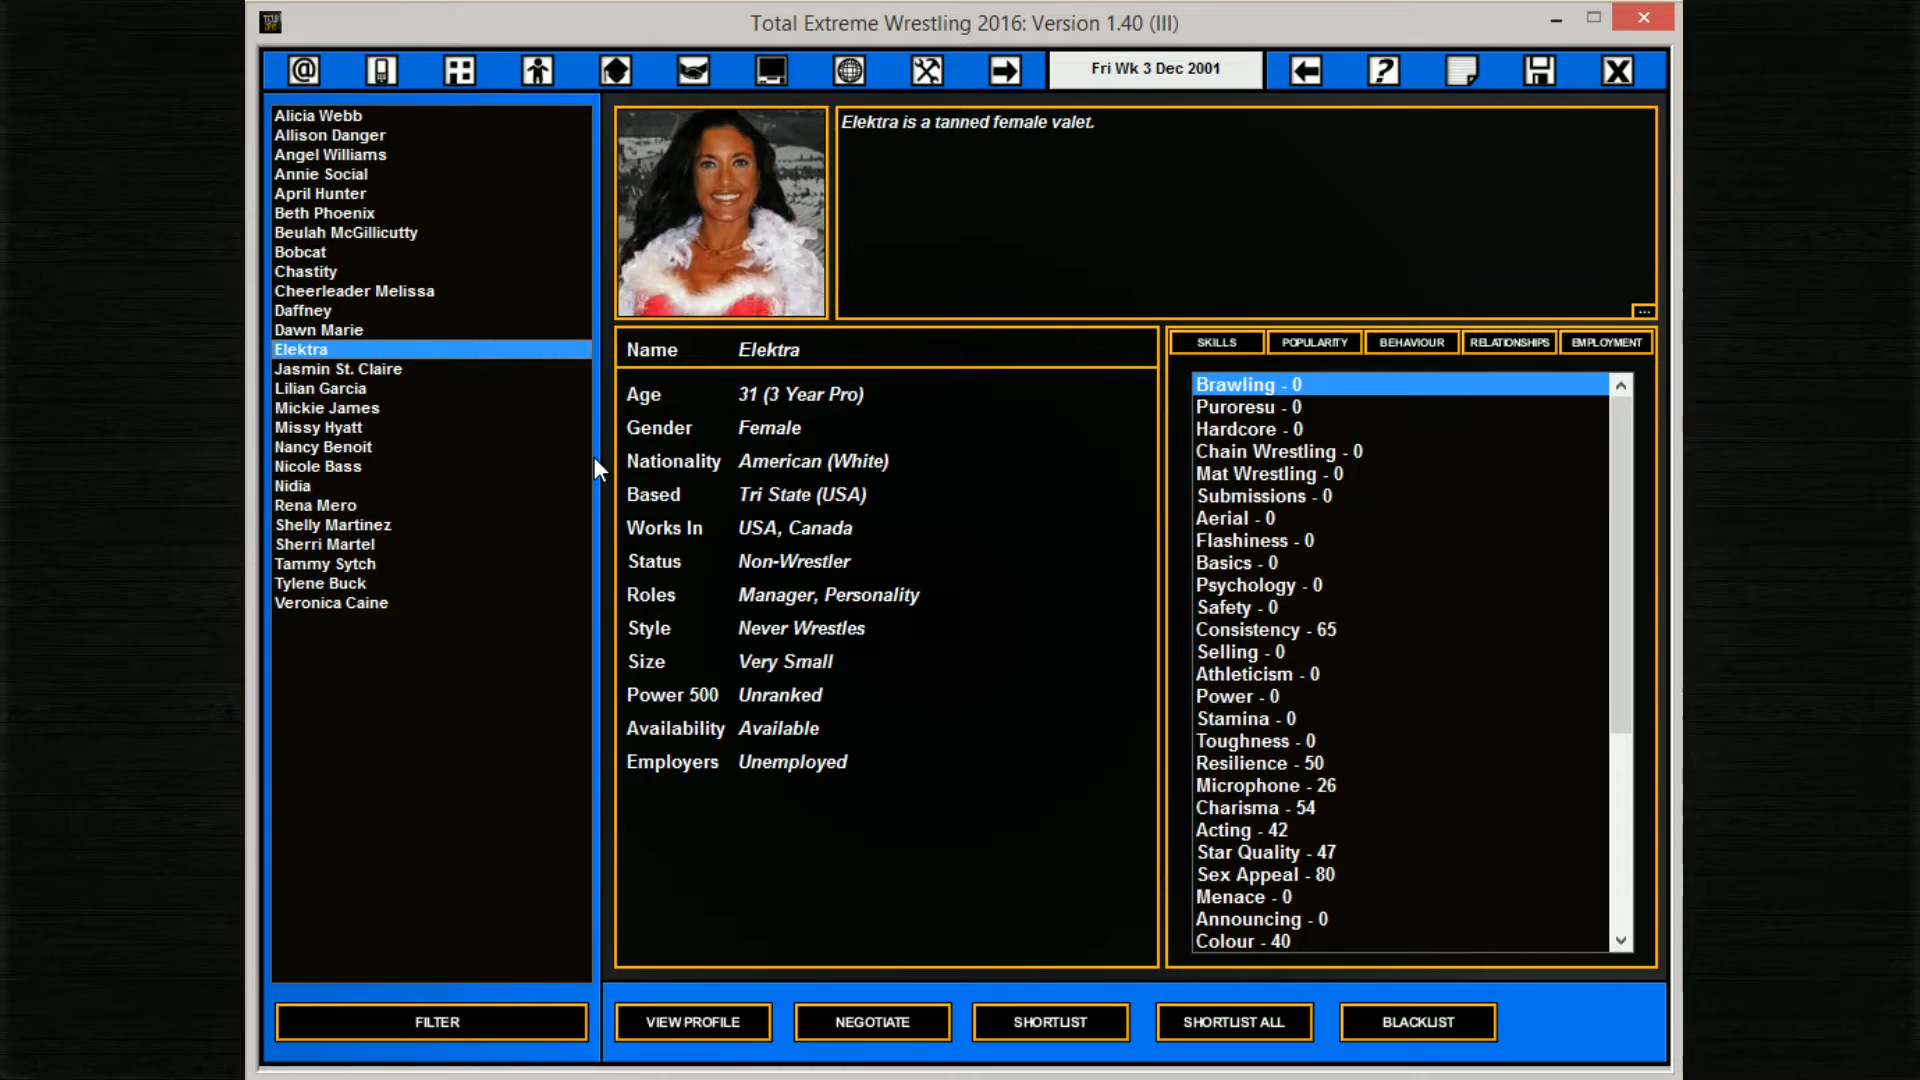 Total Extreme Wrestling 2016: Version 1.40 (III)
@
Fri Wk 3 Dec 2001
?
X
Alicia Webb
Allison Danger
Angel Williams
Annie Social
April Hunter
Beth Phoenix
Beulah McGillicutty
Bobcat
Chastity
Cheerleader Melissa
Daffney
Dawn Marie
Elektra
Jasmin St. Claire
Lilian Garcia
Mickie James
Missy Hyatt
Nancy Benoit
Nicole Bass
Nidia
Rena Mero
Shelly Martinez
Sherri Martel
Tammy Sytch
Tylene Buck
Veronica Caine
FILTER
Elektra is a tanned female valet.
...
Name Elektra
Age 31 (3 Year Pro)
Gender Female
Nationality American (White)
Based Tri State (USA)
Works In USA, Canada
Status Non-Wrestler
Roles Manager, Personality
Style Never Wrestles
Size Very Small
Power 500 Unranked
Availability Available
Employers Unemployed
SKILLS POPULARITY BEHAVIOUR RELATIONSHIPS EMPLOYMENT
Brawling - 0
Puroresu - 0
Hardcore - 0
Chain Wrestling - 0
Mat Wrestling - 0
Submissions - 0
Aerial - 0
Flashiness - 0
Basics - 0
Psychology - 0
Safety - 0
Consistency - 65
Selling - 0
Athleticism - 0
Power - 0
Stamina - 0
Toughness - 0
Resilience - 50
Microphone - 26
Charisma - 54
Acting - 42
Star Quality - 47
Sex Appeal - 80
Menace - 0
Announcing - 0
Colour - 40
VIEW PROFILE NEGOTIATE SHORTLIST SHORTLIST ALL BLACKLIST